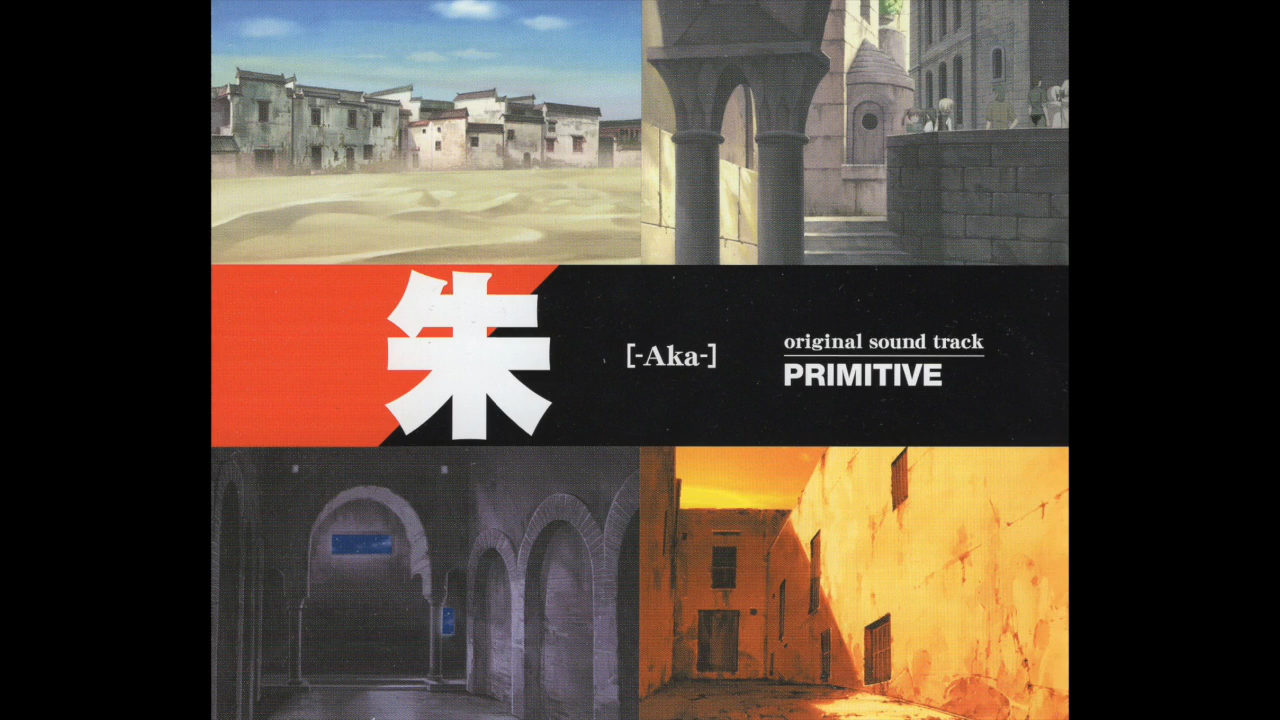 朱
[-Aka-]
original sound track
PRIMITIVE